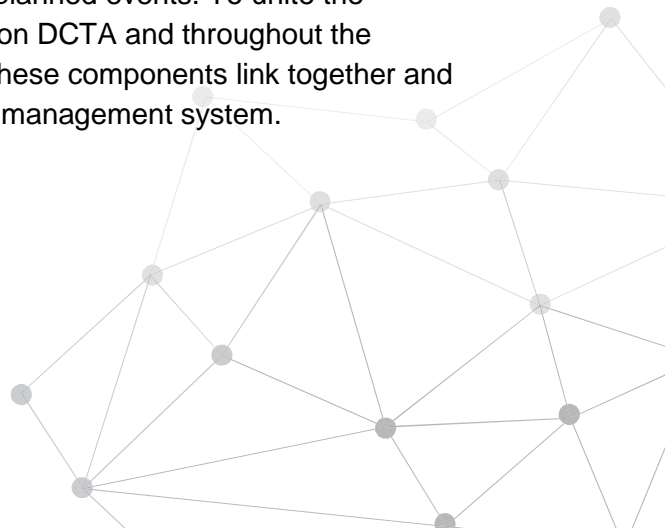 planned events. To unite the
on DCTA and throughout the
hese components link together and
management system.